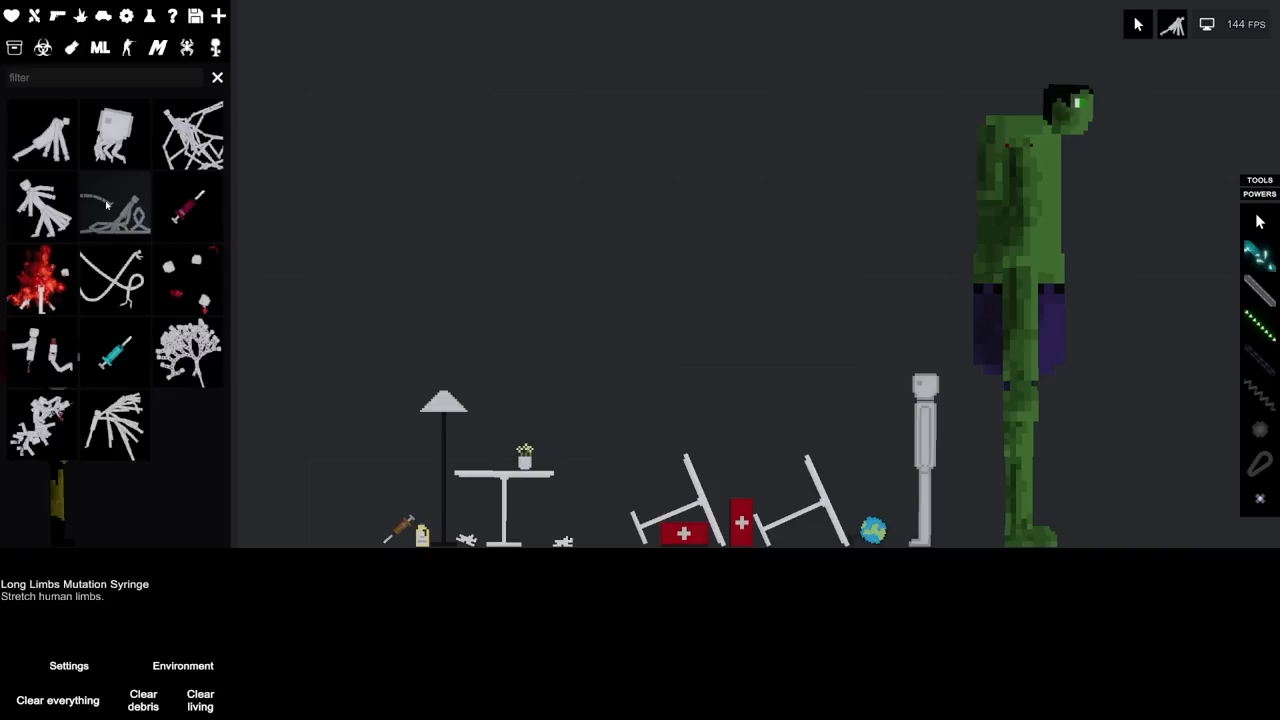 144 FPS
ML
filter
TOOLS
POWERS
Long Limbs Mutation Syringe
Stretch human limbs.
Settings
Environment
Clear everything
Clear
debris
Clear
living